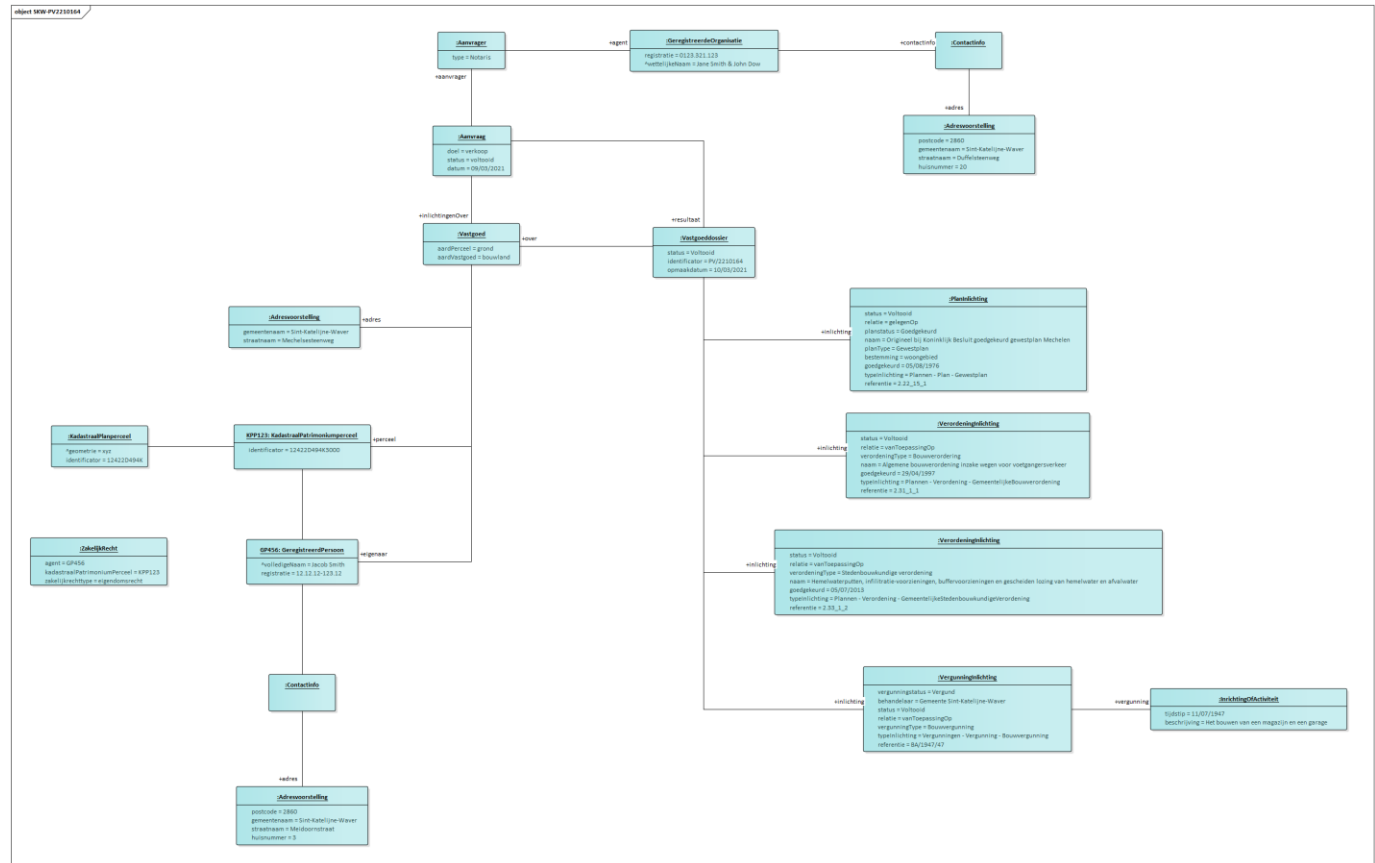 object SKW-PV2210164
:Aanvrager
type = Notaris
+agent
:GeregistreerdeOrganisatie
registratie = 0123.321.123
*wettelijkeNaam = Jane Smith & John Dow
+contactinfo
:Contactinfo
+aanvrager
+adres
:Adresvoorstelling
postcode = 2860
gemeentenaam = Sint-Katelijne-Waver
straatnaam = Duffelsteenweg
huisnummer = 20
:Aanvraag
doel = verkoop
status = voltooid
datum = 09/03/2021
+inlichtingenOver
+resultaat
:Vastgoed
aardPerceel = grond
aardVastgoed = bouwland
+over
:Vastgoeddossier
status = Voltooid
identificator = PV/2210164
opmaakdatum = 10/03/2021
:PlanInlichting
status = Voltooid
relatie = gelegenOp
planstatus = Goedgekeurd
naam = Origineel bij Koninklijk Besluit goedgekeurd gewestplan Mechelen
planType = Gewestplan
bestemming = woongebied
goedgekeurd = 05/08/1976
typeInlichting = Plannen - Plan - Gewestplan
referentie = 2.22_15_1
+inlichting
:Adresvoorstelling
gemeentenaam = Sint-Katelijne-Waver
straatnaam = Mechelsesteenweg
+adres
:KadastraalPlanperceel
*geometrie = xyz
identificator = 12422D494K
KPP123: KadastraalPatrimoniumperceel
identificator = 12422D494K5000
+perceel
:VerordeningInlichting
status = Voltooid
relatie = vanToepassingOp
verordeningType = Bouwverordering
naam = Algemene bouwverordening inzake wegen voor voetgangersverkeer
goedgekeurd = 29/04/1997
typeInlichting = Plannen - Verordening - GemeentelijkeBouwverordening
referentie = 2.31_1_1
+inlichting
:ZakelijkRecht
agent = GP456
kadastraalPatrimoniumPerceel = KPP123
zakelijkrechttype = eigendomsrecht
GP456: GeregistreerdPersoon
*volledigeNaam = Jacob Smith
registratie = 12.12.12-123.12
+eigenaar
:VerordeningInlichting
status = Voltooid
relatie = vanToepassingOp
verordeningType = Stedenbouwkundige verordening
naam = Hemelwaterputten, infiltratie-voorzieningen, buffervoorzieningen en gescheiden lozing van hemelwater en afvalwater
goedgekeurd = 05/07/2013
typeInlichting = Plannen - Verordening - GemeentelijkeStedenbouwkundigeVerordening
referentie = 2.33_1_2
+inlichting
:Contactinfo
:VergunningInlichting
vergunningstatus = Vergund
behandelaar = Gemeente Sint-Katelijne-Waver
status = Voltooid
relatie = vanToepassingOp
vergunningType = Bouwvergunning
typeInlichting = Vergunningen - Vergunning - Bouwvergunning
referentie = BA/1947/47
+inlichting
+vergunning
:InrichtingOfActiviteit
tijdstip = 11/07/1947
beschrijving = Het bouwen van een magazijn en een garage
+adres
:Adresvoorstelling
postcode = 2860
gemeentenaam = Sint-Katelijne-Waver
straatnaam = Meidoornstraat
huisnummer = 3